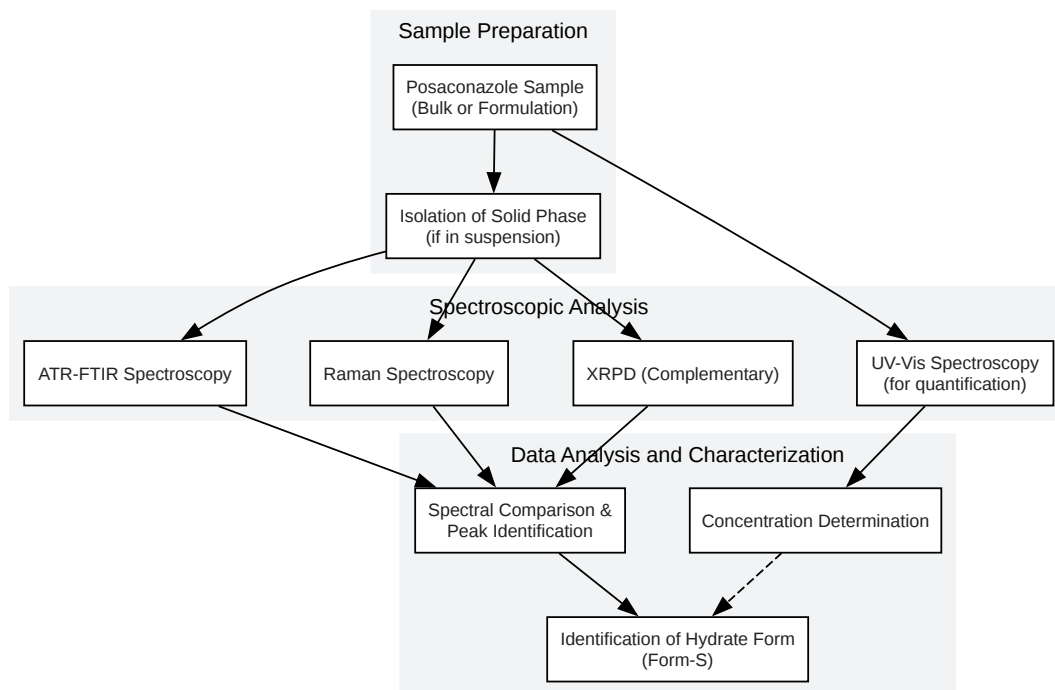 Sample Preparation
Posaconazole Sample
(Bulk or Formulation)
Isolation of Solid Phase
(if in suspension)
Spectroscopic Analysis
ATR-FTIR Spectroscopy
Raman Spectroscopy
XRPD (Complementary)
UV-Vis Spectroscopy
(for quantification)
Data Analysis and Characterization
Spectral Comparison &
Peak Identification
Concentration Determination
Identification of Hydrate Form
(Form-S)